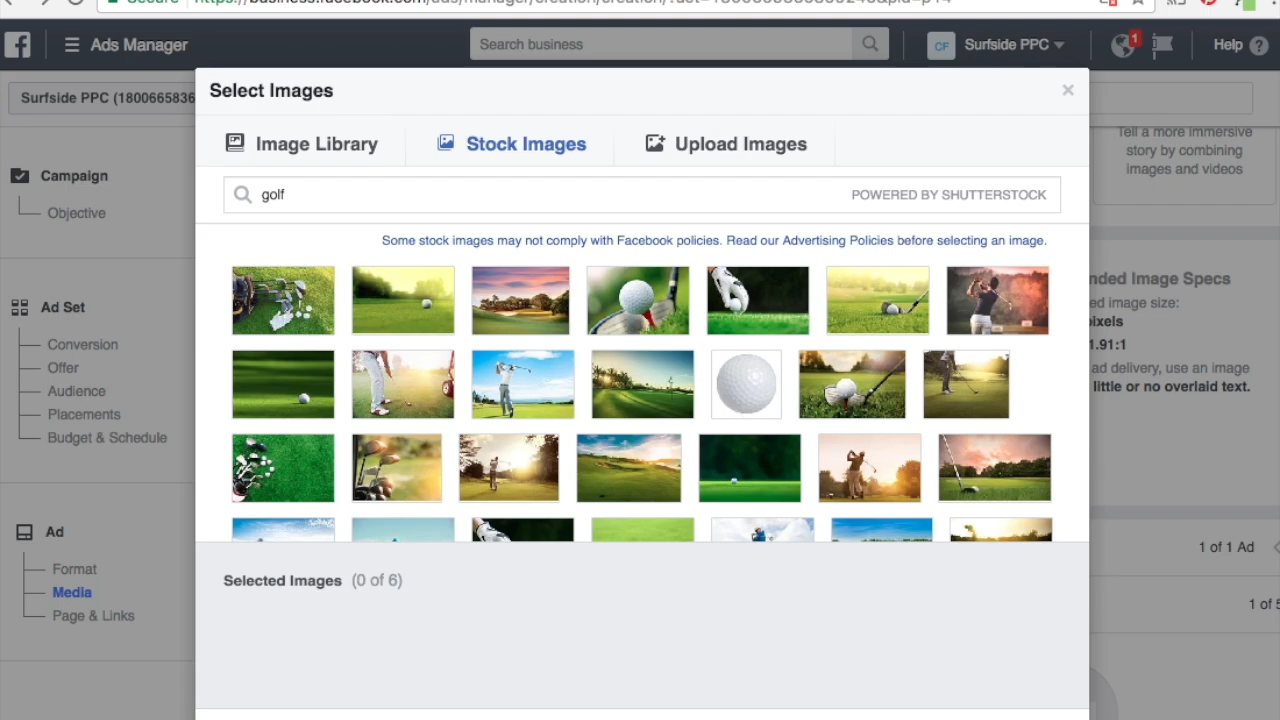 Ads Manager
Search business
CF
Surfside PPC
1
Help
Surfside PPC (1800665836
Select Images
Image Library
Stock Images
Upload Images
golf
POWERED BY SHUTTERSTOCK
Some stock images may not comply with Facebook policies. Read our Advertising Policies before selecting an image.
Campaign
Objective
Ad Set
Conversion
Offer
Audience
Placements
Budget & Schedule
Ad
Format
Media
Page & Links
Selected Images (0 of 6)
Tell a more immersive
story by combining
images and videos
nded Image Specs
ed image size:
pixels
1.91:1
ad delivery, use an image
little or no overlaid text.
1 of 1 Ad
1 of 5